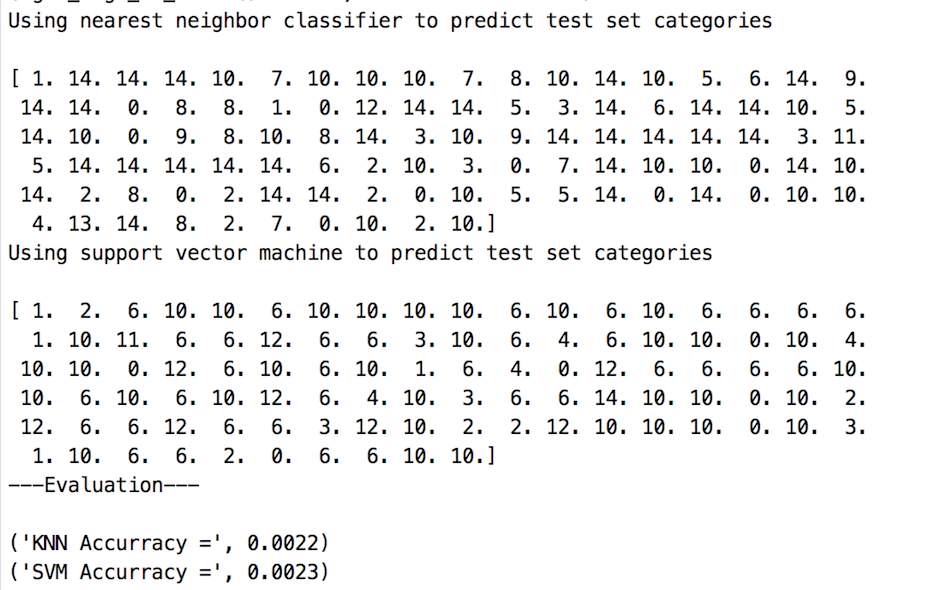 Using nearest neighbor classifier to predict test set categories
[ 1. 14. 14. 14. 10. 7. 10. 10. 10. 7. 8. 10. 14. 10. 5. 6. 14. 9.
14. 14. 0. 8. 8. 1. 0. 12. 14. 14. 5. 3. 14. 6. 14. 14. 10. 5.
14. 10. 0. 9. 8. 10. 8. 14. 3. 10. 9. 14. 14. 14. 14. 14. 3. 11.
5. 14. 14. 14. 14. 14. 6. 2. 10. 3. 0. 7. 14. 10. 10. 0. 14. 10.
14. 2. 8. 0. 2. 14. 14. 2. 0. 10. 5. 5. 14. 0. 14. 0. 10. 10.
4. 13. 14. 8. 2. 7. 0. 10. 2. 10.]
Using support vector machine to predict test set categories
[ 1. 2. 6. 10. 10. 6. 10. 10. 10. 10. 6. 10. 6. 10. 6. 6. 6. 6.
1. 10. 11. 6. 6. 12. 6. 6. 3. 10. 6. 4. 6. 10. 10. 0. 10. 4.
10. 10. 0. 12. 6. 10. 6. 10. 1. 6. 4. 0. 12. 6. 6. 6. 6. 10.
10. 6. 10. 6. 10. 12. 6. 4. 10. 3. 6. 6. 14. 10. 10. 0. 10. 2.
12. 6. 6. 12. 6. 6. 3. 12. 10. 2. 2. 12. 10. 10. 10. 0. 10. 3.
1. 10. 6. 6. 2. 0. 6. 6. 10. 10.]
---Evaluation---
('KNN Accurracy =', 0.0022)
('SVM Accurracy =', 0.0023)